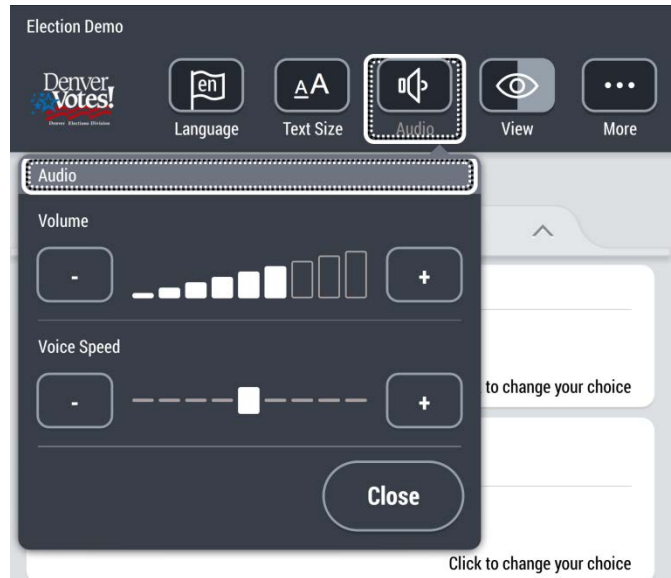 Election Demo
Denver
Votes!
Denver Elections Division
en
AA
Language
Text Size
Audio
View
More
Audio
Volume
-
+
Voice Speed
-
+
to change your choice
Close
Click to change your choice